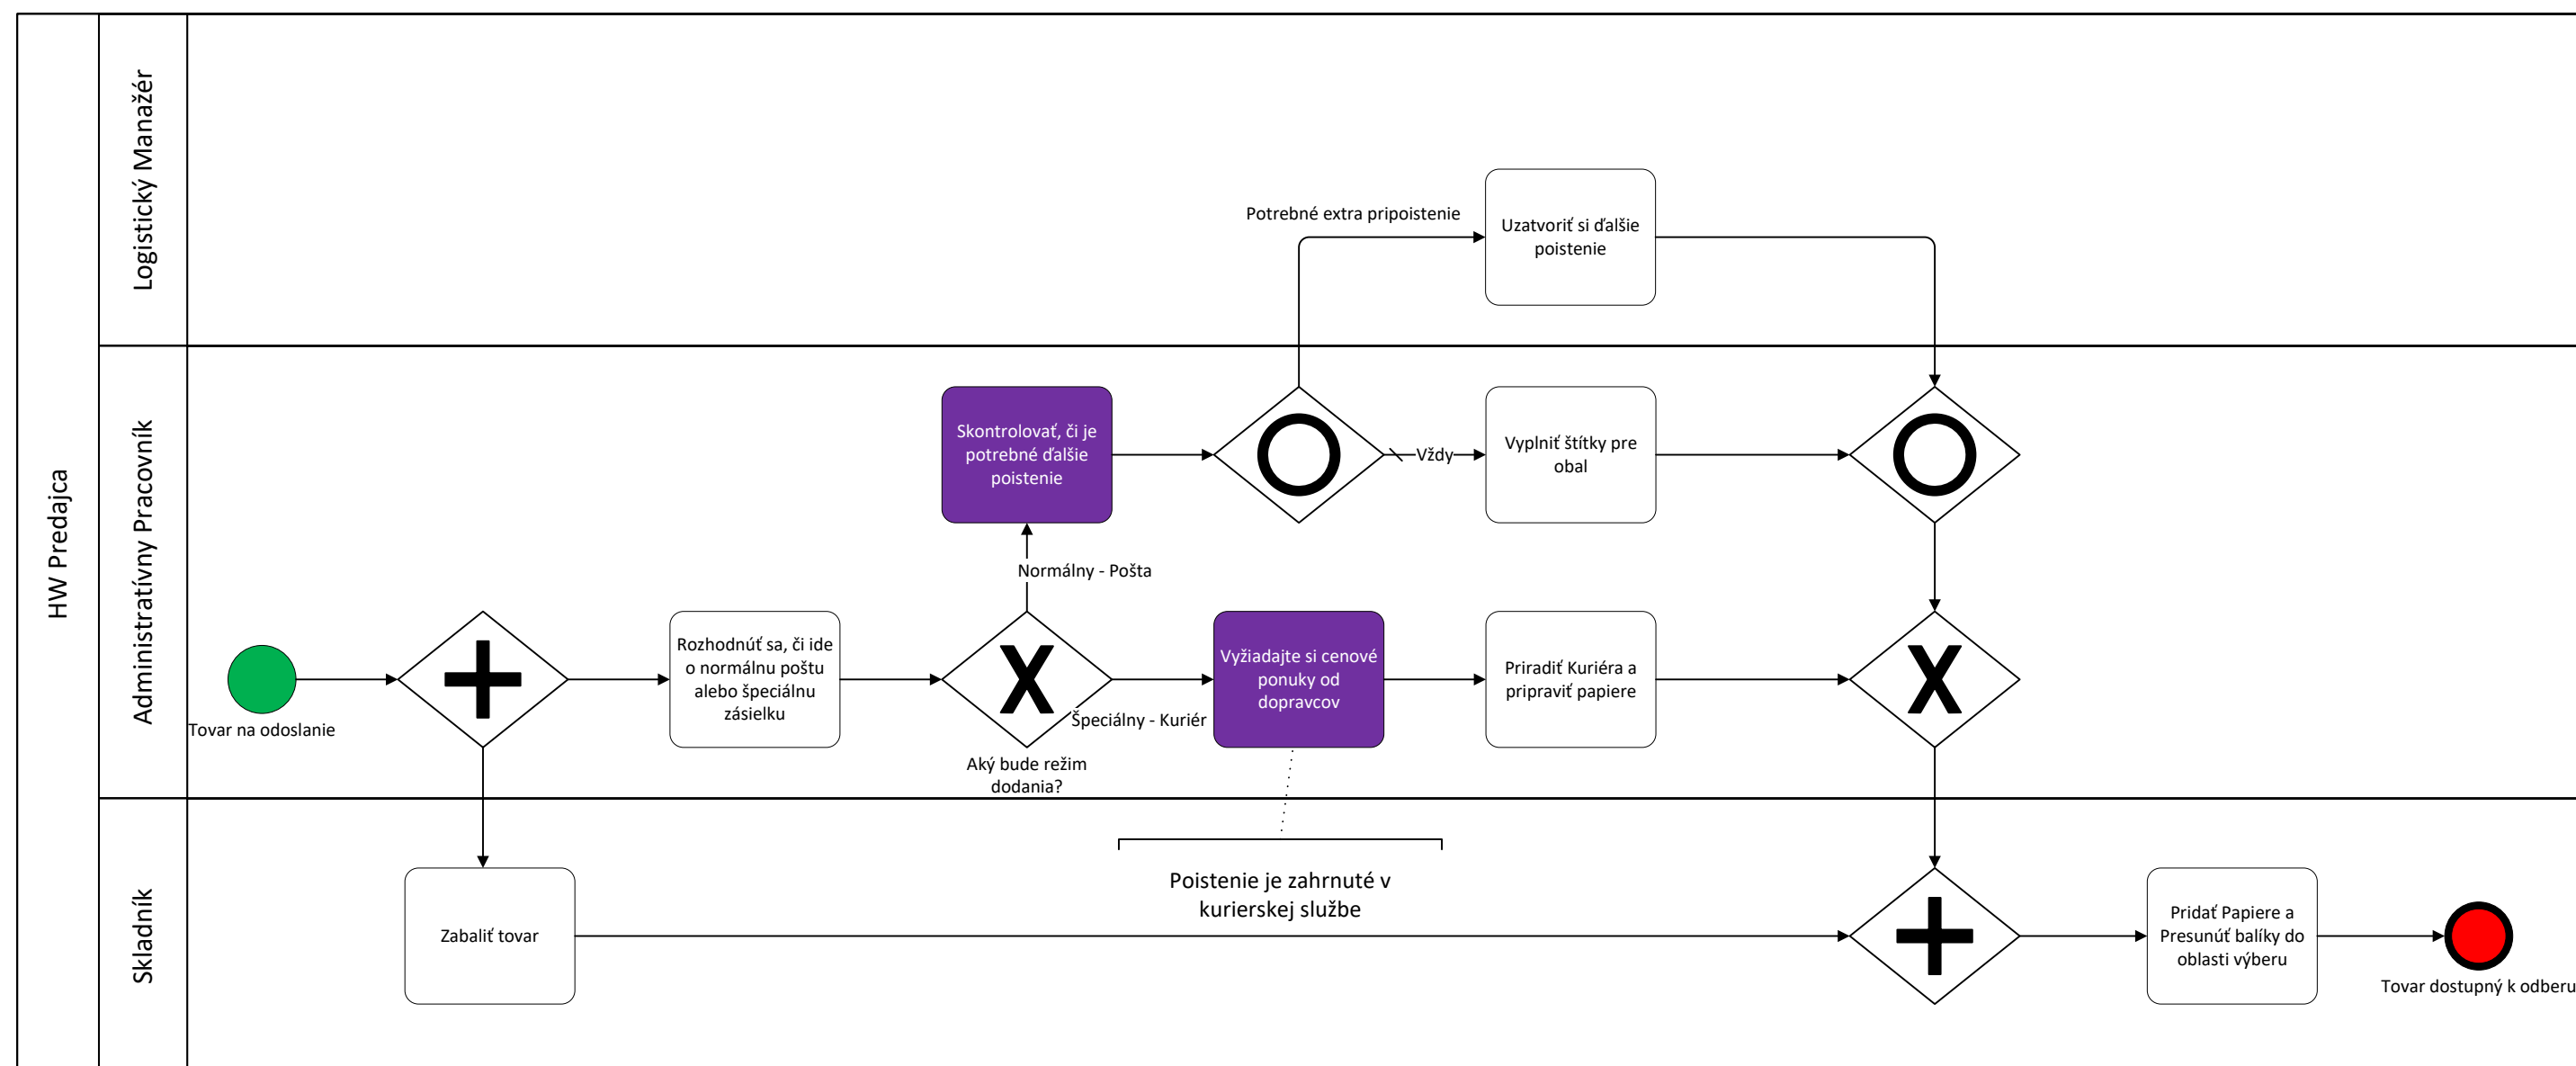 HW Predajca
Logistický Manažér
Potrebné extra pripoistenie
Uzatvoriť si ďalšie
poistenie
Administratívny Pracovník
Skontrolovať, či je
potrebné ďalšie
poistenie
Vždy
Vyplniť štítky pre
obal
Normálny - Pošta
Tovar na odoslanie
Rozhodnúť sa, či ide
o normálnu poštu
alebo špeciálnu
zásielku
X
Aký bude režim
dodania?
Špeciálny - Kuriér
Vyžiadajte si cenové
ponuky od
dopravcov
Priradiť Kuriéra a
pripraviť papiere
X
Skladník
Zabaliť tovar
Poistenie je zahrnuté v
kurierskej službe
Pridať Papiere a
Presunúť balíky do
oblasti výberu
Tovar dostupný k odberu